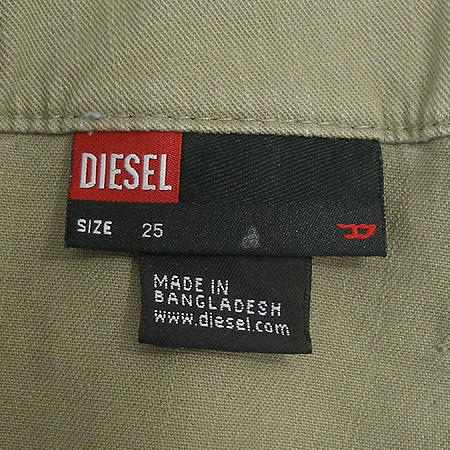 DIESEL
SIZE 25
D
MADE IN
BANGLADESH
www.diesel.com